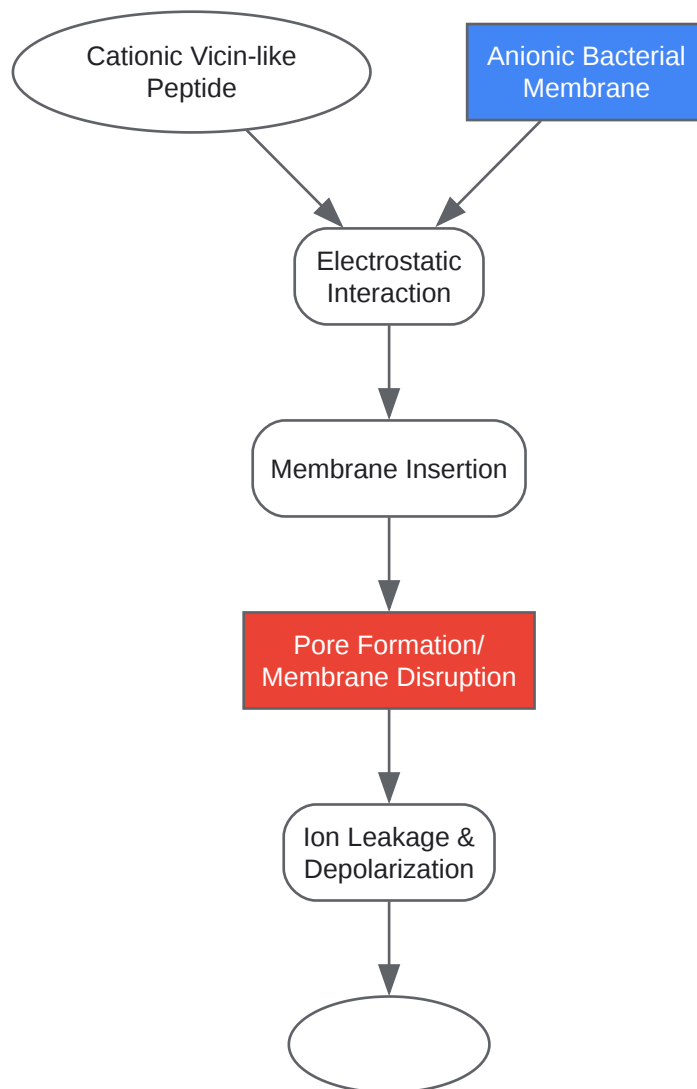 Cationic Vicin-like
Peptide
Anionic Bacterial
Membrane
Electrostatic
Interaction
Membrane Insertion
Pore Formation/
Membrane Disruption
Ion Leakage &
Depolarization